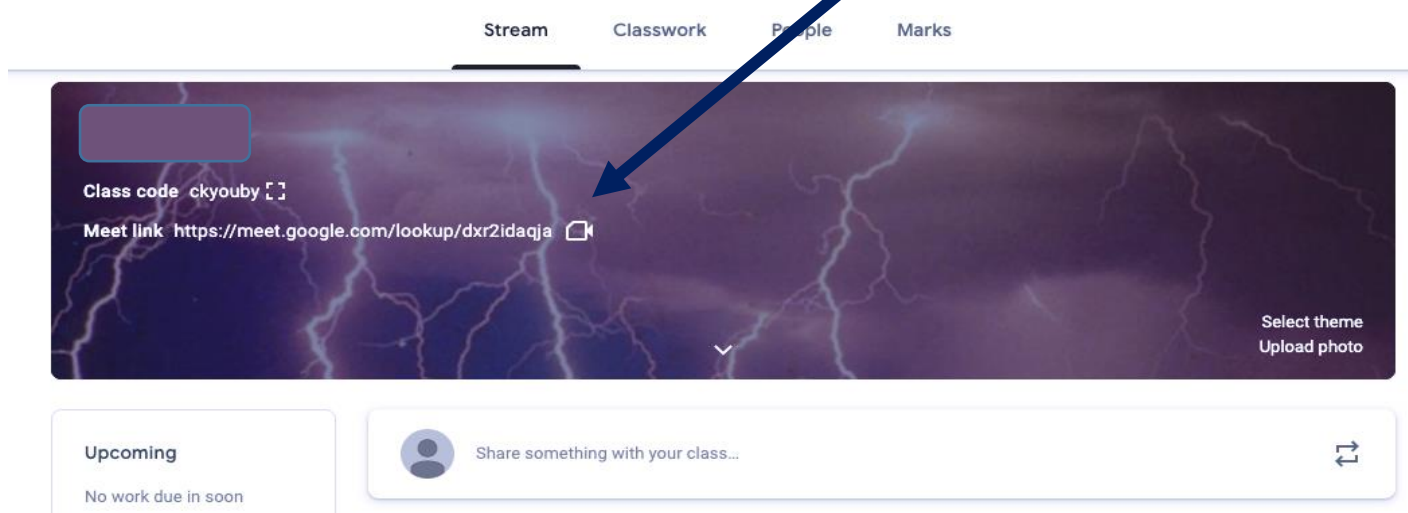 Stream Classwork People Marks
Class code ckyouby
Meet link https://meet.google.com/lookup/dxr2idaqja
Select theme
Upload photo
Upcoming
No work due in soon
Share something with your class...